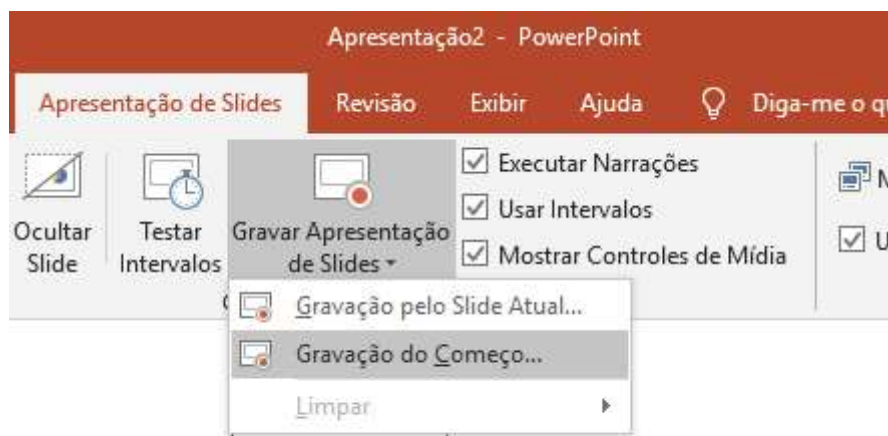 Apresentação2 - PowerPoint
Apresentação de Slides Revisão Exibir Ajuda Diga-me o
Ocultar
Slide
Testar
Intervalos
Gravar Apresentação
de Slides
Executar Narrações
Usar Intervalos
Mostrar Controles de Mídia
Gravação pelo Slide Atual...
Gravação do Começo...
Limpar